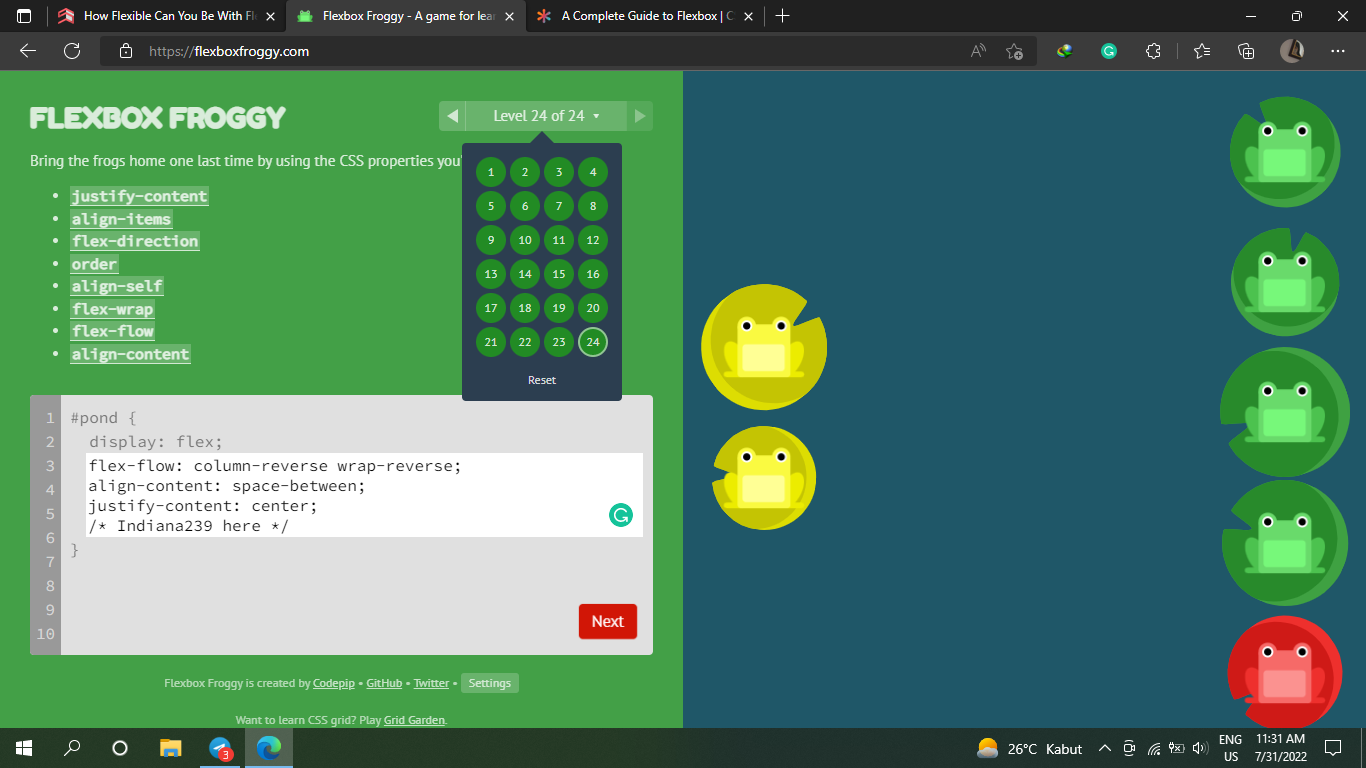 How Flexible Can You Be With Fl
Flexbox Froggy - A game for lear
A Complete Guide to Flexbox | C
https://flexboxfroggy.com
FLEXBOX FROGGY
Level 24 of 24
Bring the frogs home one last time by using the CSS properties you'
justify-content
align-items
flex-direction
order
align-self
flex-wrap
flex-flow
align-content
1 2 3 4
5 6 7 8
9 10 11 12
13 14 15 16
17 18 19 20
21 22 23 24
Reset
1 #pond {
2 display: flex;
3 flex-flow: column-reverse wrap-reverse;
4 align-content: space-between;
5 justify-content: center;
6 /* Indiana239 here */
7 }
8
9
10
Next
Flexbox Froggy is created by Codepip • GitHub • Twitter • Settings
Want to learn CSS grid? Play Grid Garden.
3
26°C Kabut
ENG
US
11:31 AM
7/31/2022